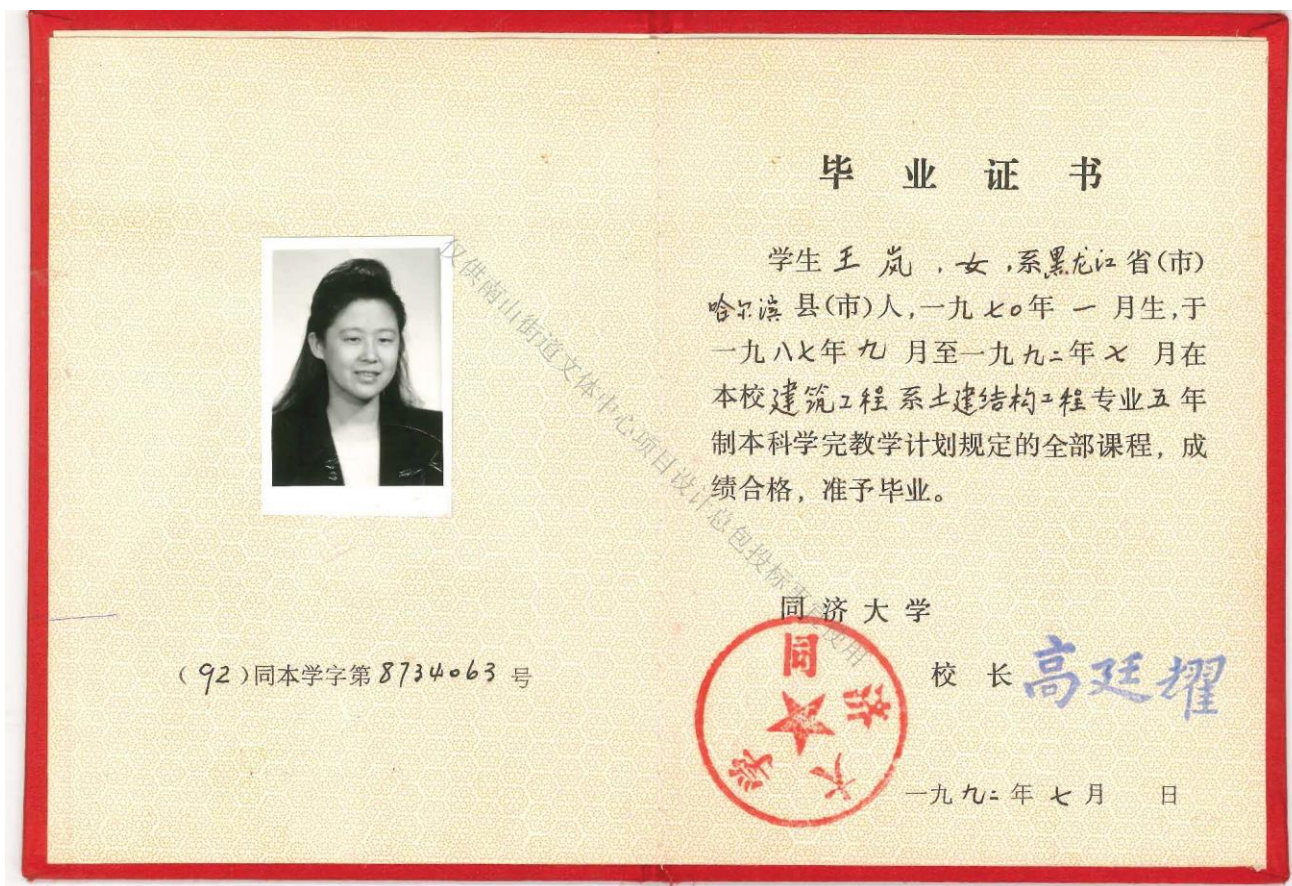 仅供南山街道文体中心项目设计总包投标事宜使用
(92)同本学字第8734063号
毕业证书
学生王岚,女,系黑龙江省(市)
哈尔滨县(市)人,一九七〇年一月生,于
一九八七年九月至一九九二年七月在
本校建筑工程系土建结构工程专业五年
制本科学完教学计划规定的全部课程,成
绩合格,准予毕业。
同济大学
校长高廷耀
同济大学
一九九二年七月 日